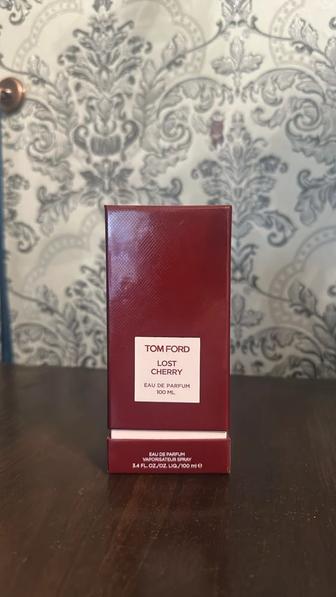 TOM FORD
LOST
CHERRY
EAU DE PARFUM
100 ML
EAU DE PARFUM
VAPORISATEUR SPRAY
3.4 FL.OZ./OZ. LIQ./100 ml ℮